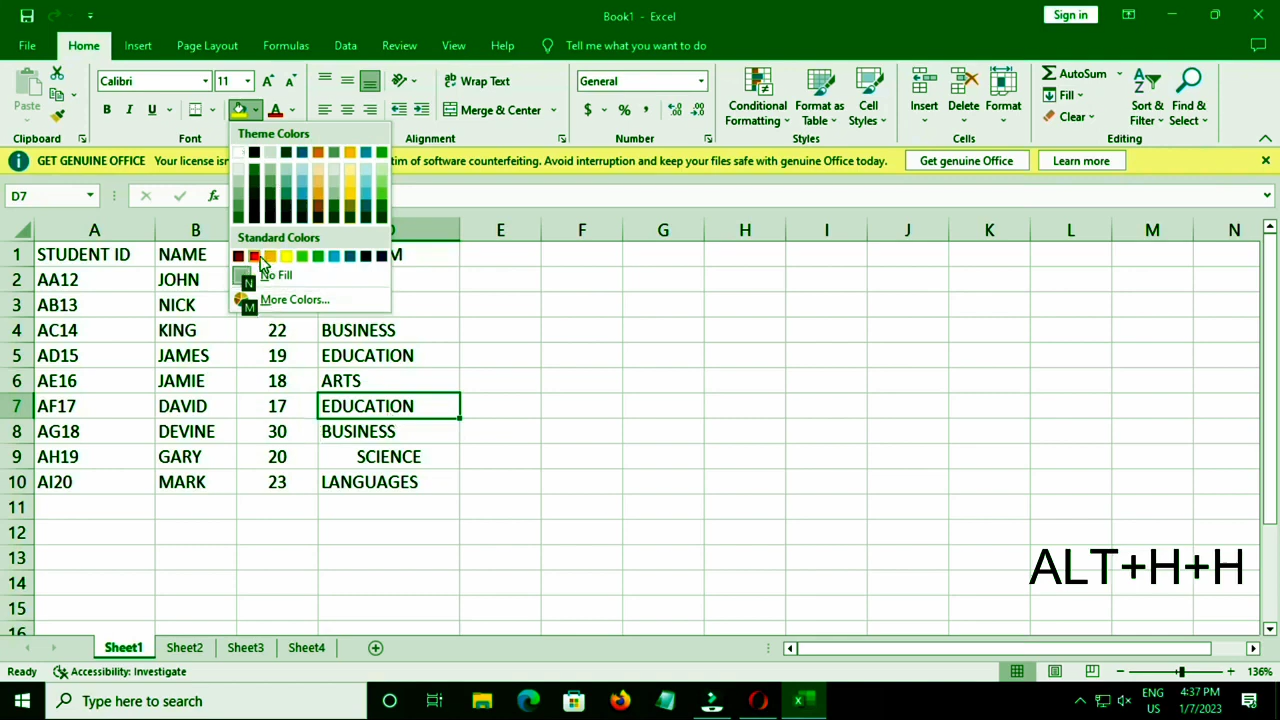 Book1 - Excel
Sign in
File Home Insert Page Layout Formulas Data Review View Help Tell me what you want to do
Paste
Calibri 11
B I U
Wrap Text
Merge & Center
General
$ %
Conditional Formatting
Format as Table
Cell Styles
Insert Delete Format
AutoSum
Fill
Clear
Sort & Filter
Find & Select
Clipboard Font Alignment Number Styles Cells Editing
GET GENUINE OFFICE Your license isn' tim of software counterfeiting. Avoid interruption and keep your files safe with genuine Office. Get genuine Office Learn more
Theme Colors
Standard Colors
No Fill
N
More Colors...
M
D7 fx
A B D E F G H I J K L M N
1 STUDENT ID NAME M
2 AA12 JOHN
3 AB13 NICK
4 AC14 KING 22 BUSINESS
5 AD15 JAMES 19 EDUCATION
6 AE16 JAMIE 18 ARTS
7 AF17 DAVID 17 EDUCATION
8 AG18 DEVINE 30 BUSINESS
9 AH19 GARY 20 SCIENCE
10 AI20 MARK 23 LANGUAGES
11
12
13
14
15
16
ALT+H+H
Sheet1 Sheet2 Sheet3 Sheet4
Ready Accessibility: Investigate 136%
Type here to search
ENG US
4:37 PM
1/7/2023